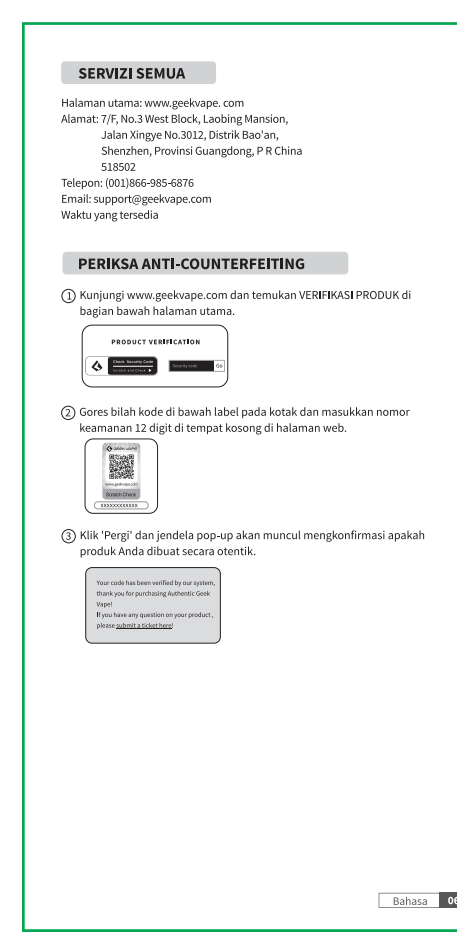 SERVIZI SEMUA
Halaman utama: www.geekvape. com
Alamat: 7/F, No.3 West Block, Laobing Mansion,
Jalan Xingye No.3012, Distrik Bao'an,
Shenzhen, Provinsi Guangdong, P R China
518502
Telepon: (001)866-985-6876
Email: support@geekvape.com
Waktu yang tersedia
PERIKSA ANTI-COUNTERFEITING
① Kunjungi www.geekvape.com dan temukan VERIFIKASI PRODUK di
bagian bawah halaman utama.
PRODUCT VERIFICATION
Check Security Code
Scratch and Check
Security code
Go
② Gores bilah kode di bawah label pada kotak dan masukkan nomor
keamanan 12 digit di tempat kosong di halaman web.
GEEKVAPE
www.geekvape.com
Scratch Check
XXXXXXXXXXXX
③ Klik 'Pergi' dan jendela pop-up akan muncul mengkonfirmasi apakah
produk Anda dibuat secara otentik.
Your code has been verified by our system,
thank you for purchasing Authentic Geek
Vape!
If you have any question on your product ,
please submit a ticket here!
Bahasa 06